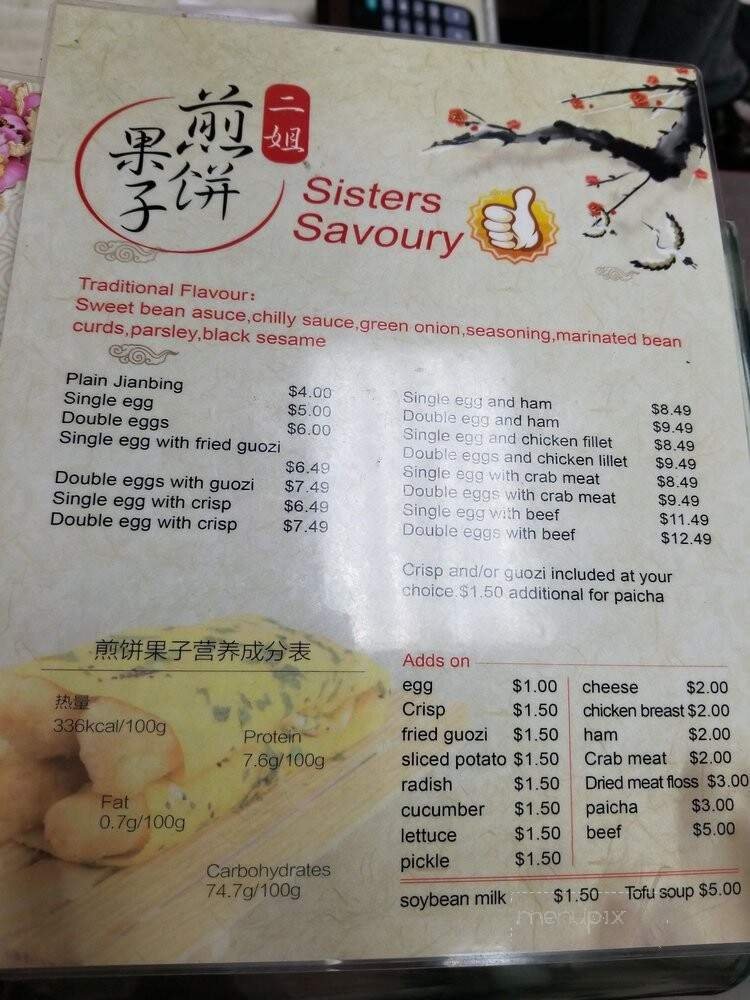 二姐
煎饼
果子
Sisters
Savoury
Traditional Flavour:
Sweet bean asuce,chilly sauce,green onion,seasoning,marinated bean
curds,parsley,black sesame
Plain Jianbing $4.00
Single egg $5.00
Double eggs $6.00
Single egg with fried guozi
$6.49
Double eggs with guozi $7.49
Single egg with crisp $6.49
Double egg with crisp $7.49
Single egg and ham $8.49
Double egg and ham $9.49
Single egg and chicken fillet $8.49
Double eggs and chicken lillet $9.49
Single egg with crab meat $8.49
Double eggs with crab meat $9.49
Single egg with beef $11.49
Double eggs with beef $12.49
Crisp and/or guozi included at your
choice.$1.50 additional for paicha
煎饼果子营养成分表
热量
336kcal/100g
Protein
7.6g/100g
Fat
0.7g/100g
Carbohydrates
74.7g/100g
Adds on
egg $1.00
Crisp $1.50
fried guozi $1.50
sliced potato $1.50
radish $1.50
cucumber $1.50
lettuce $1.50
pickle $1.50
cheese $2.00
chicken breast $2.00
ham $2.00
Crab meat $2.00
Dried meat floss $3.00
paicha $3.00
beef $5.00
soybean milk $1.50 Tofu soup $5.00
menupix